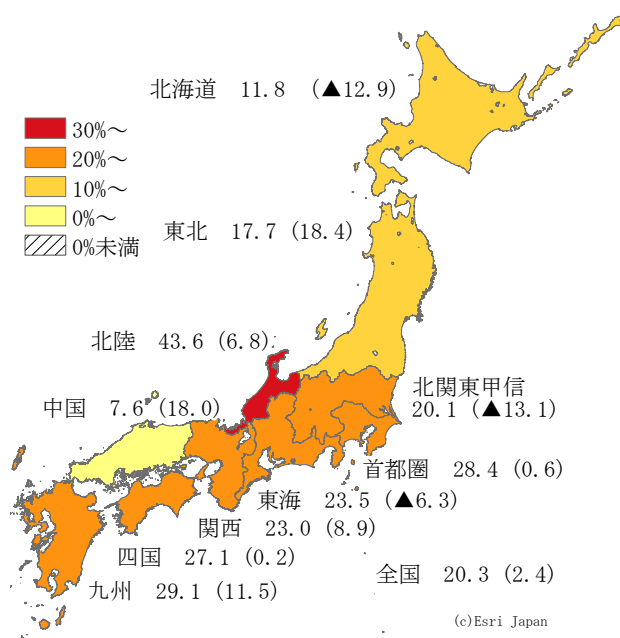 北海道 11.8 (▲12.9)
30%～
20%～
10%～
0%～
0%未満
東北 17.7 (18.4)
北陸 43.6 (6.8)
中国 7.6 (18.0)
北関東甲信
20.1 (▲13.1)
首都圏 28.4 (0.6)
東海 23.5 (▲6.3)
関西 23.0 (8.9)
四国 27.1 (0.2)
九州 29.1 (11.5)
全国 20.3 (2.4)
(c)Esri Japan